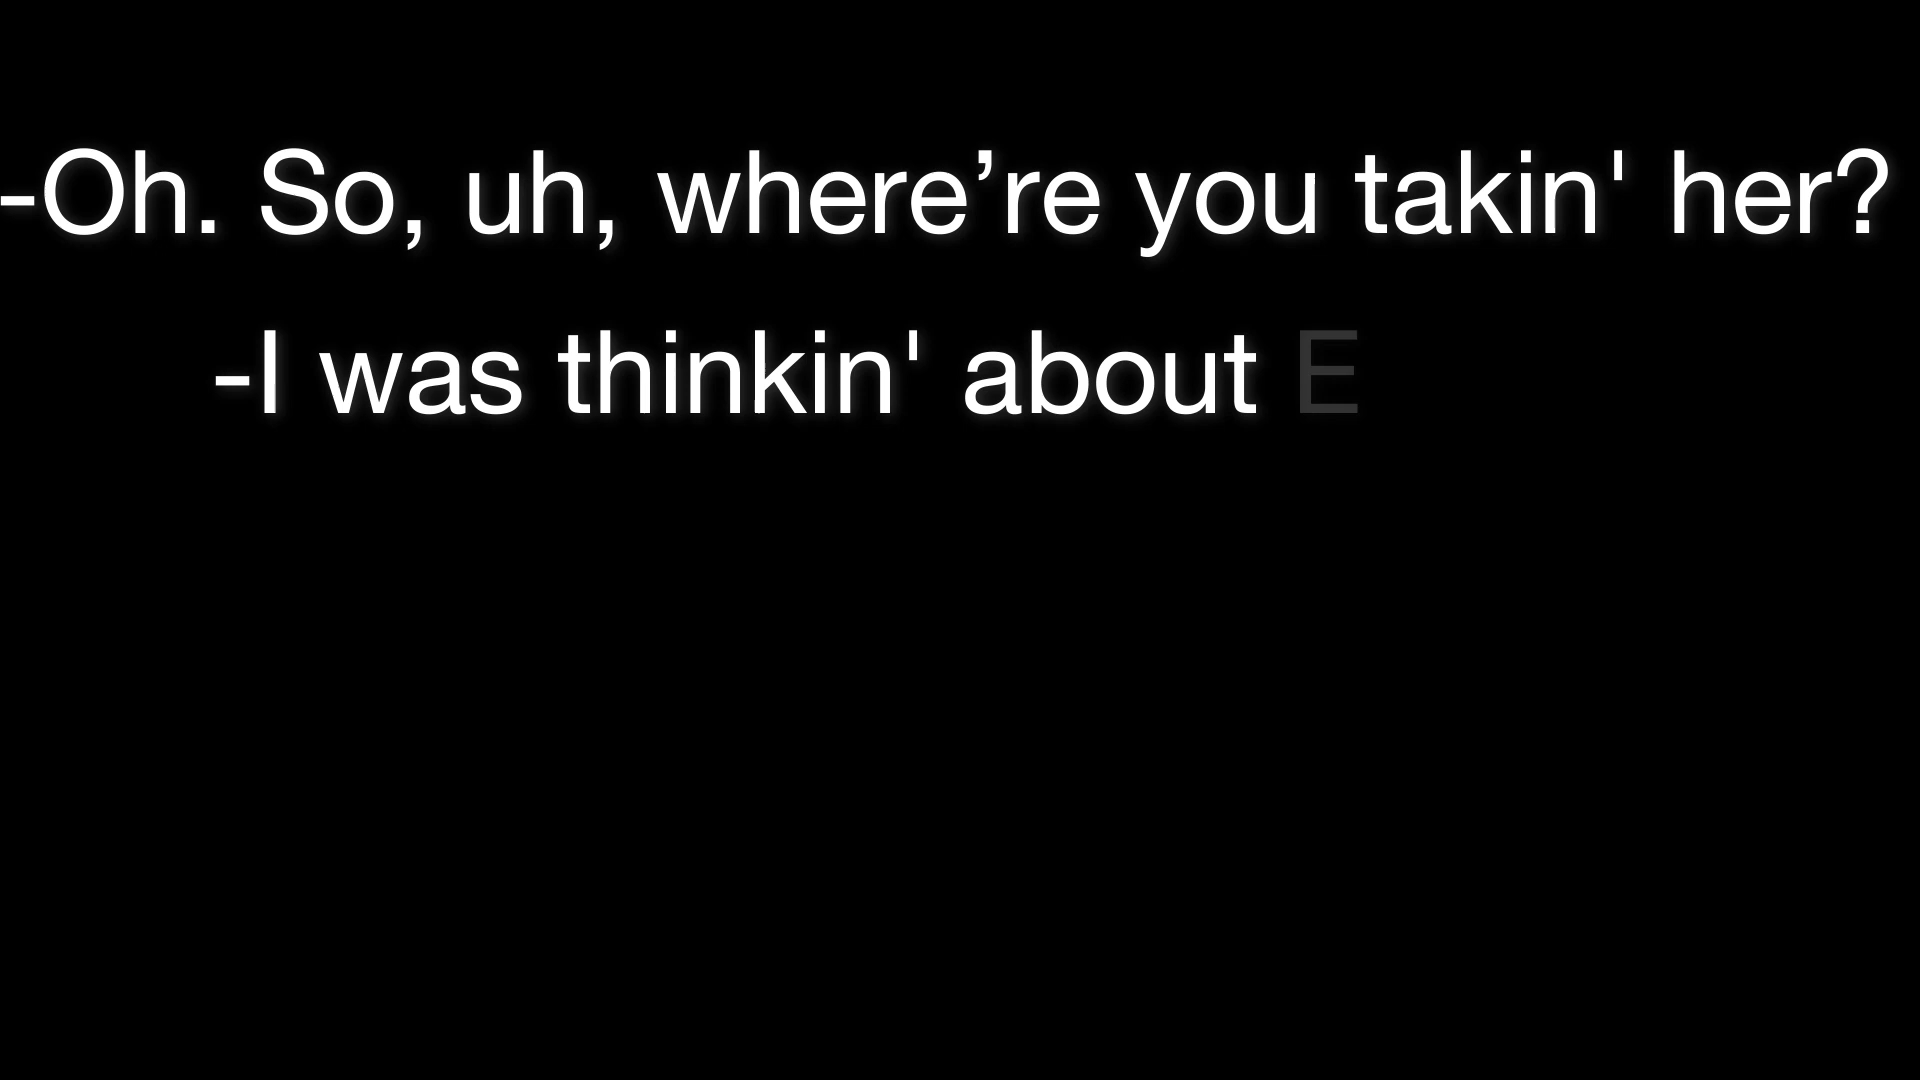 -Oh. So, uh, where’re you takin' her?
-I was thinkin' about E